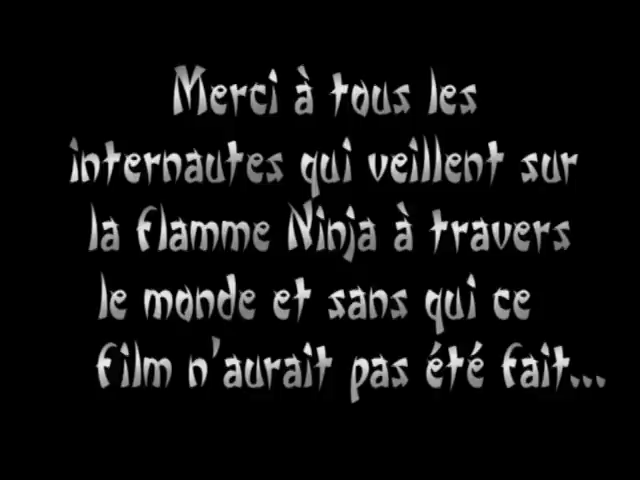 Merci à tous les
internautes qui veillent sur
la flamme Ninja à travers
le monde et sans qui ce
film n'aurait pas été fait...